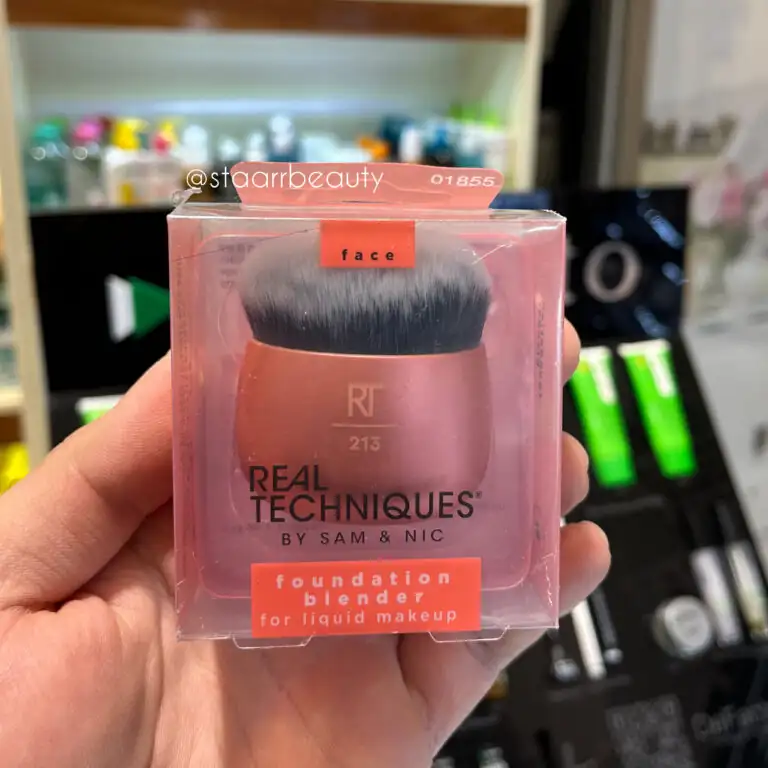 @staarrbeauty
01855
face
RT
213
REAL
TECHNIQUES®
BY SAM & NIC
foundation
blender
for liquid makeup